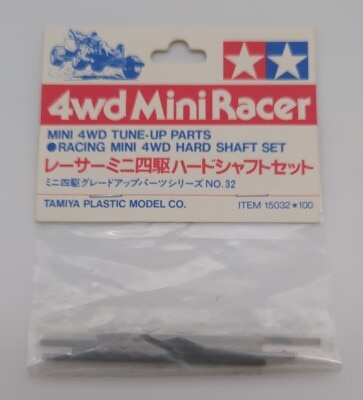 4wd Mini Racer
MINI 4WD TUNE-UP PARTS
●RACING MINI 4WD HARD SHAFT SET
レーサーミニ四駆ハードシャフトセット
ミニ四駆グレードアップパーツシリーズ NO.32
TAMIYA PLASTIC MODEL CO. ITEM 15032★100